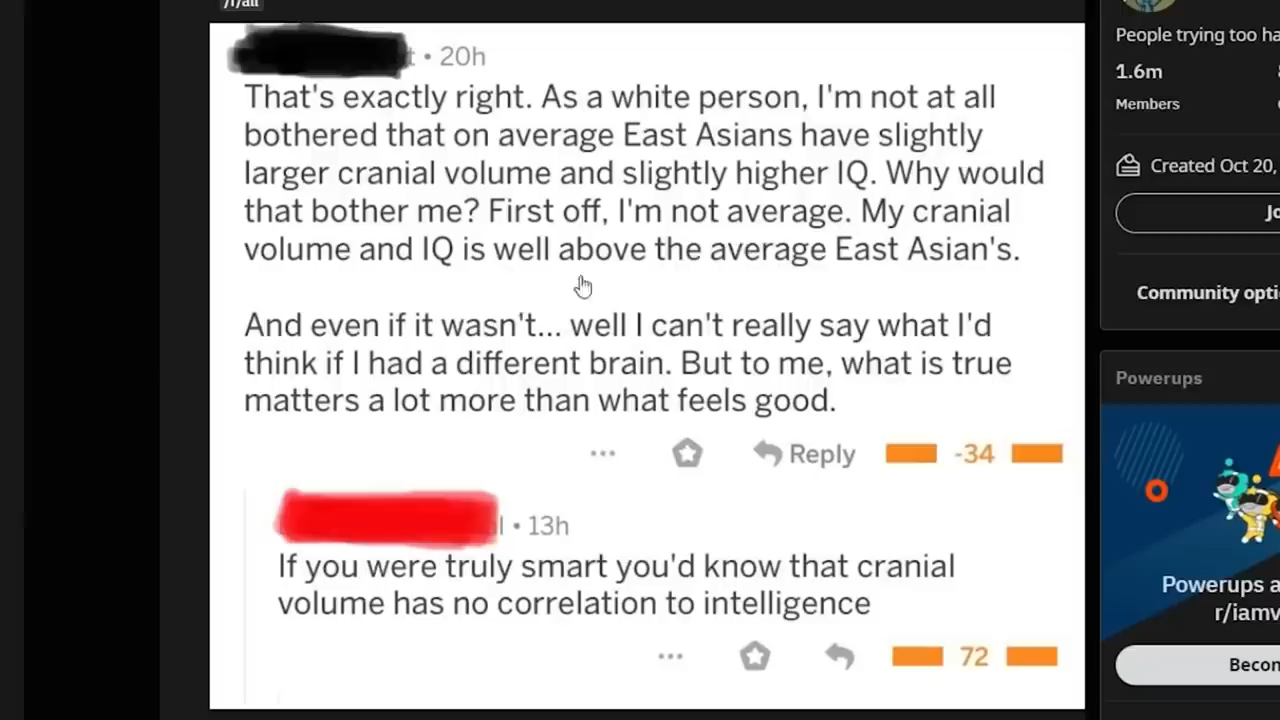 /r/all
t • 20h
That's exactly right. As a white person, I'm not at all
bothered that on average East Asians have slightly
larger cranial volume and slightly higher IQ. Why would
that bother me? First off, I'm not average. My cranial
volume and IQ is well above the average East Asian's.
And even if it wasn't... well I can't really say what I'd
think if I had a different brain. But to me, what is true
matters a lot more than what feels good.
... Reply -34
l • 13h
If you were truly smart you'd know that cranial
volume has no correlation to intelligence
... 72
People trying too ha
1.6m
Members
Created Oct 20,
Jo
Community opti
Powerups
Powerups a
r/iamv
Becon